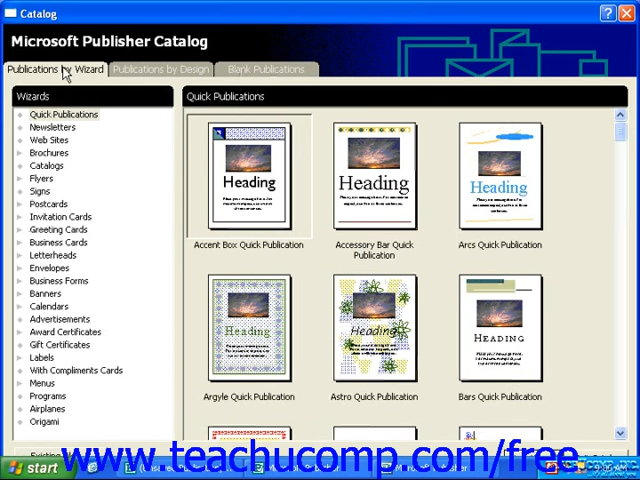 Catalog
Microsoft Publisher Catalog
Publications by Wizard
Publications by Design
Blank Publications
Wizards
Quick Publications
Newsletters
Web Sites
Brochures
Catalogs
Flyers
Signs
Postcards
Invitation Cards
Greeting Cards
Business Cards
Letterheads
Envelopes
Business Forms
Banners
Calendars
Advertisements
Award Certificates
Gift Certificates
Labels
With Compliments Cards
Menus
Programs
Airplanes
Origami
Quick Publications
Heading
Heading
Heading
Accent Box Quick Publication
Accessory Bar Quick
Publication
Arcs Quick Publication
Heading
Heading
HEADING
Argyle Quick Publication
Astro Quick Publication
Bars Quick Publication
www.teachucomp.com/free
start